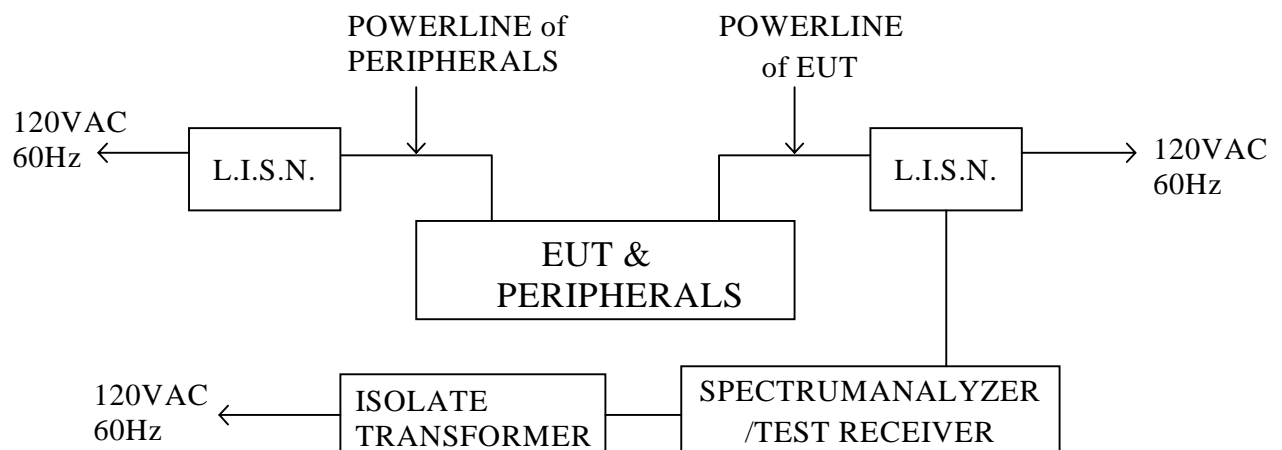 POWERLINE of
PERIPHERALS
POWERLINE
of EUT
120VAC
60Hz
L.I.S.N.
L.I.S.N.
120VAC
60Hz
EUT &
PERIPHERALS
120VAC
60Hz
ISOLATE
TRANSFORMER
SPECTRUMANALYZER
/TEST RECEIVER